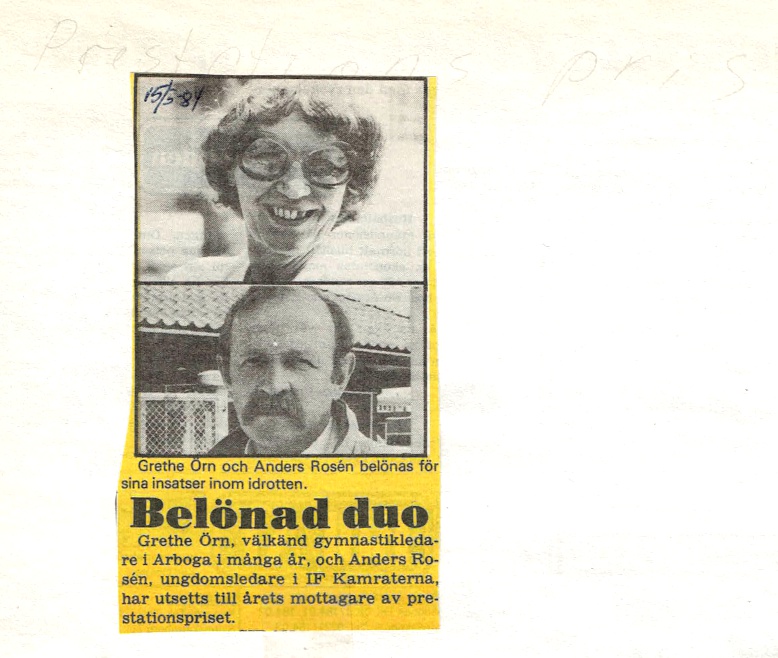 Prestations pris
15/5-84
Grethe Örn och Anders Rosén belönas för
sina insatser inom idrotten.
Belönad duo
Grethe Örn, välkänd gymnastikleda-
re i Arboga i många år, och Anders Ro-
sén, ungdomsledare i IF Kamraterna,
har utsetts till årets mottagare av pre-
stationspriset.